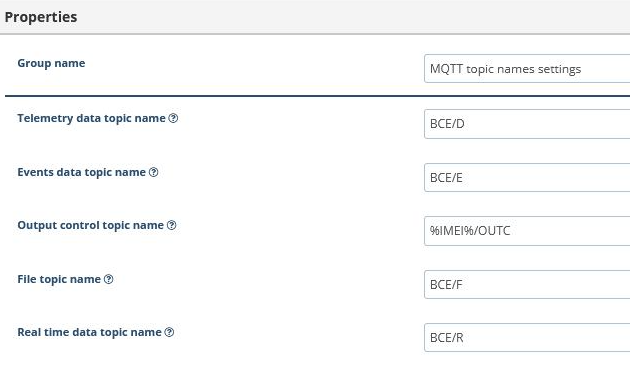 Properties
Group name
MQTT topic names settings
Telemetry data topic name
BCE/D
Events data topic name
BCE/E
Output control topic name
%IMEI%/OUTC
File topic name
BCE/F
Real time data topic name
BCE/R